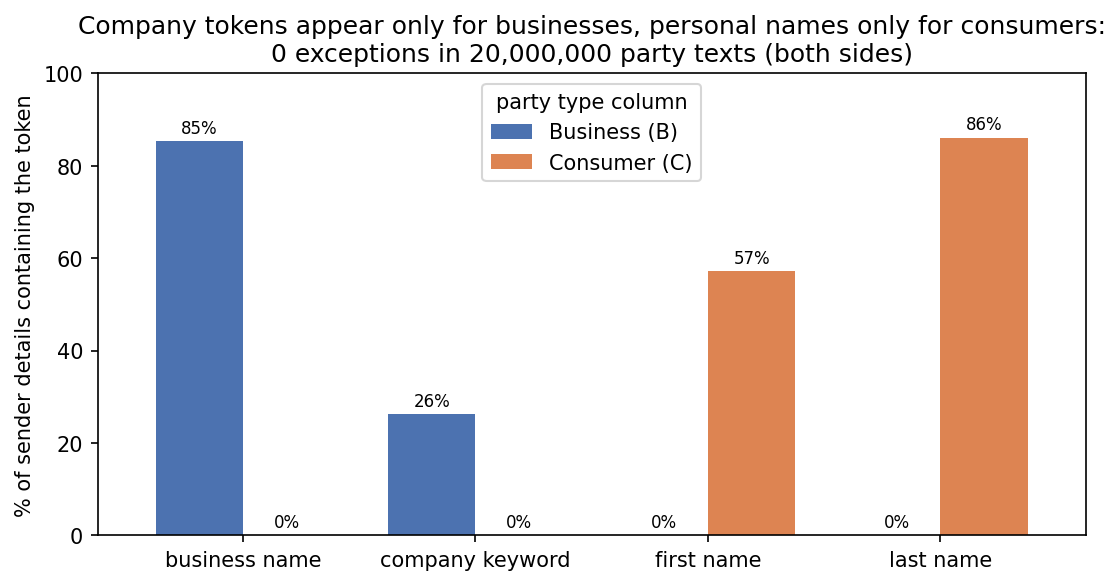 Company tokens appear only for businesses, personal names only for consumers:
0 exceptions in 20,000,000 party texts (both sides)
% of sender details containing the token
100
80
60
40
20
0
party type column
Business (B)
Consumer (C)
85%
0%
26%
0%
0%
57%
0%
86%
business name
company keyword
first name
last name